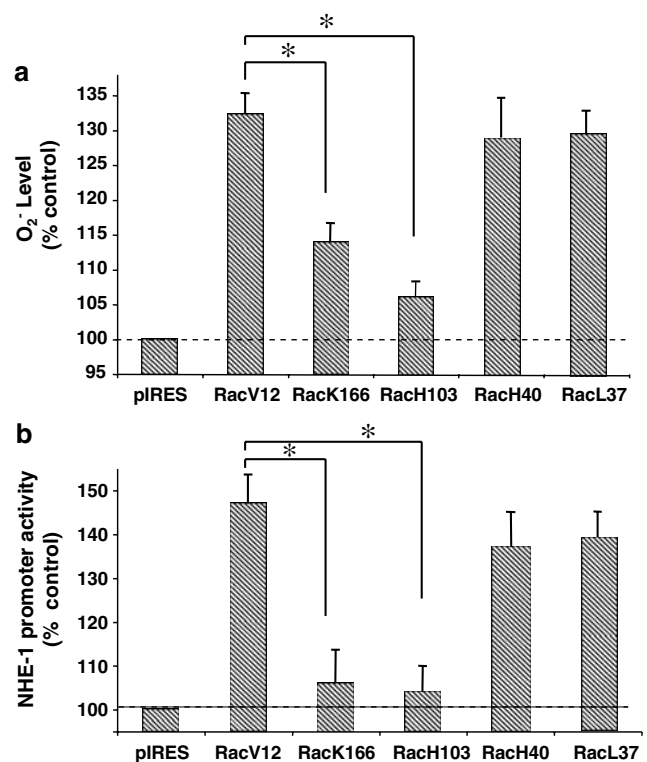 *
*
a
135
130
125
120
115
110
105
100
95
O₂⁻ Level
(% control)
pIRES RacV12 RacK166 RacH103 RacH40 RacL37
b
*
*
150
140
130
120
110
100
NHE-1 promoter activity
(% control)
pIRES RacV12 RacK166 RacH103 RacH40 RacL37